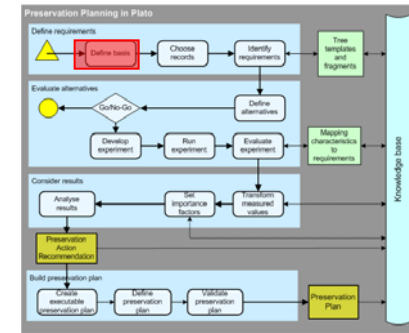 Preservation Planning in Plato
Define requirements
Define basis
Choose
records
Identify
requirements
Tree
templates
and
fragments
Evaluate alternatives
Go/No-Go
Define
alternatives
Develop
experiment
Run
experiment
Evaluate
experiment
Mapping
characteristics
to
requirements
Knowledge base
Consider results
Analyse
results
Set
importance
factors
Transform
measured
values
Preservation
Action
Recommendation
Build preservation plan
Create
executable
preservation plan
Define
preservation
plan
Validate
preservation
plan
Preservation
Plan